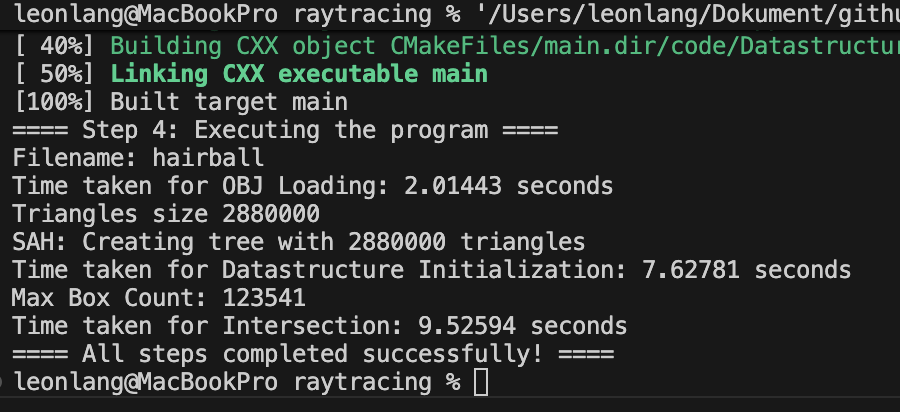 leonlang@MacBookPro raytracing % '/Users/leonlang/Dokument/githu
[ 40%] Building CXX object CMakeFiles/main.dir/code/Datastructur
[ 50%] Linking CXX executable main
[100%] Built target main
==== Step 4: Executing the program ====
Filename: hairball
Time taken for OBJ Loading: 2.01443 seconds
Triangles size 2880000
SAH: Creating tree with 2880000 triangles
Time taken for Datastructure Initialization: 7.62781 seconds
Max Box Count: 123541
Time taken for Intersection: 9.52594 seconds
==== All steps completed successfully! ====
leonlang@MacBookPro raytracing %